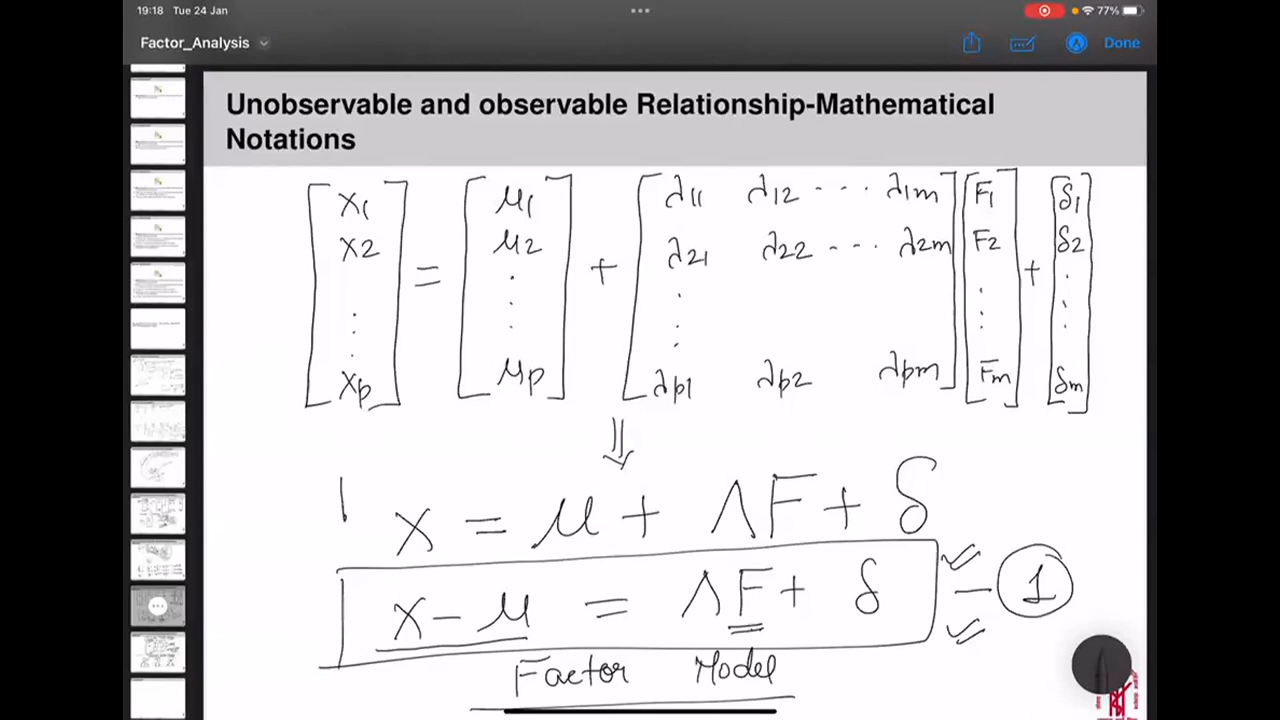 19:18 Tue 24 Jan
77%
Factor_Analysis
Done
Unobservable and observable Relationship-Mathematical
Notations
[x1 x2 ⋮ xp] = [μ1 μ2 ⋮ μp] + [λ11 λ12 ... λ1m; λ21 λ22 ... λ2m; ⋮ λp1 λp2 λpm] [F1 F2 ⋮ Fm] + [δ1 δ2 ⋮ δm]
⇓
x = μ + ΛF + δ
x - μ = ΛF + δ - 1
Factor Model